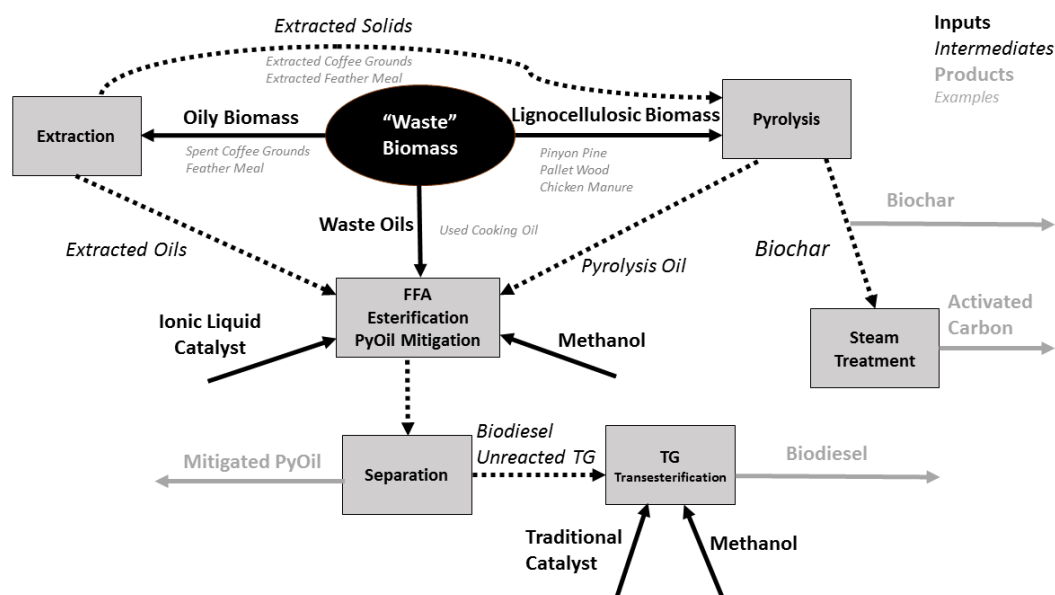 Extracted Solids
Extracted Coffee Grounds
Extracted Feather Meal
Inputs
Intermediates
Products
Examples
Extraction
Oily Biomass
Spent Coffee Grounds
Feather Meal
“Waste”
Biomass
Lignocellulosic Biomass
Pinyon Pine
Pallet Wood
Chicken Manure
Pyrolysis
Waste Oils
Used Cooking Oil
Extracted Oils
Pyrolysis Oil
Biochar
Biochar
FFA
Esterification
PyOil Mitigation
Ionic Liquid
Catalyst
Methanol
Steam
Treatment
Activated
Carbon
Mitigated PyOil
Separation
Biodiesel
Unreacted TG
TG
Transesterification
Biodiesel
Traditional
Catalyst
Methanol